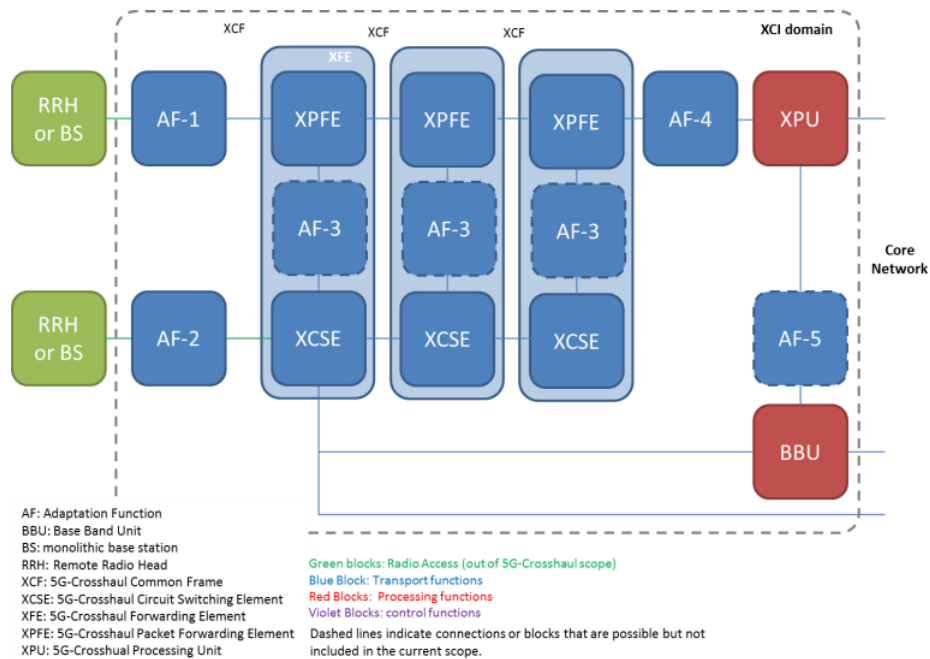 XCF
XCF
XCF
XCI domain
XFE
RRH
or BS
AF-1
XPFE
XPFE
XPFE
AF-4
XPU
AF-3
AF-3
AF-3
Core
Network
RRH
or BS
AF-2
XCSE
XCSE
XCSE
AF-5
BBU
AF: Adaptation Function
BBU: Base Band Unit
BS: monolithic base station
RRH: Remote Radio Head
XCF: 5G-Crosshaul Common Frame
XCSE: 5G-Crosshaul Circuit Switching Element
XFE: 5G-Crosshaul Forwarding Element
XPFE: 5G-Crosshaul Packet Forwarding Element
XPU: 5G-Crosshual Processing Unit
Green blocks: Radio Access (out of 5G-Crosshaul scope)
Blue Block: Transport functions
Red Blocks: Processing functions
Violet Blocks: control functions
Dashed lines indicate connections or blocks that are possible but not
included in the current scope.